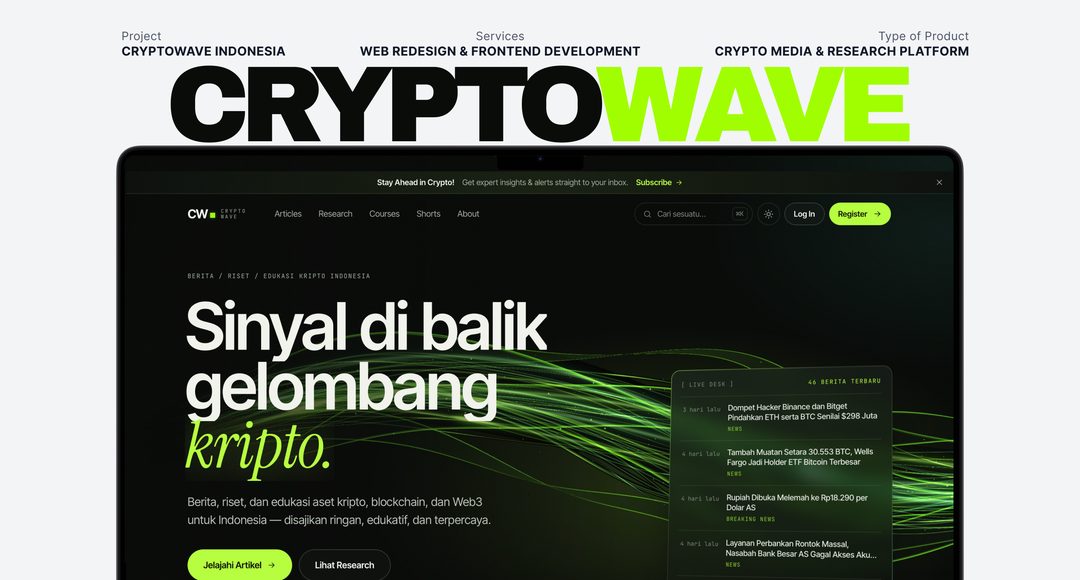 Project
CRYPTOWAVE INDONESIA
Services
WEB REDESIGN & FRONTEND DEVELOPMENT
Type of Product
CRYPTO MEDIA & RESEARCH PLATFORM
CRYPTOWAVE
Stay Ahead in Crypto! Get expert insights & alerts straight to your inbox. Subscribe →
CW CRYPTO WAVE
Articles Research Courses Shorts About
Cari sesuatu... ⌘K
Log In
Register →
BERITA / RISET / EDUKASI KRIPTO INDONESIA
Sinyal di balik
gelombang
kripto.
Berita, riset, dan edukasi aset kripto, blockchain, dan Web3
untuk Indonesia — disajikan ringan, edukatif, dan terpercaya.
Jelajahi Artikel →
Lihat Research
[ LIVE DESK ] 46 BERITA TERBARU
3 hari lalu Dompet Hacker Binance dan Bitget
Pindahkan ETH serta BTC Senilai $298 Juta
NEWS
4 hari lalu Tambah Muatan Setara 30.553 BTC, Wells
Fargo Jadi Holder ETF Bitcoin Terbesar
NEWS
4 hari lalu Rupiah Dibuka Melemah ke Rp18.290 per
Dolar AS
BREAKING NEWS
4 hari lalu Layanan Perbankan Rontok Massal,
Nasabah Bank Besar AS Gagal Akses Aku...
NEWS